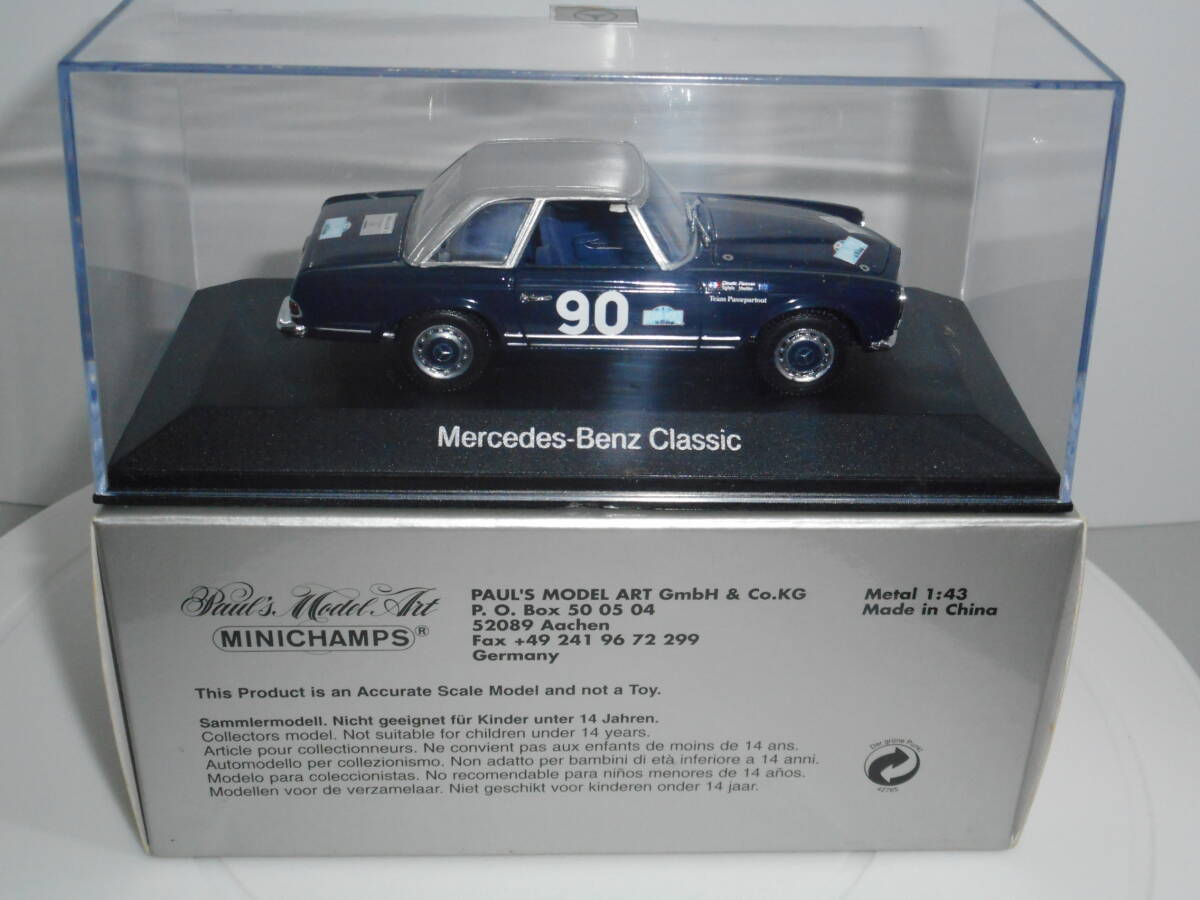 90
Team Passepartout
Mercedes-Benz Classic
Paul's Model Art
MINICHAMPS®
PAUL'S MODEL ART GmbH & Co.KG
P. O. Box 50 05 04
52089 Aachen
Fax +49 241 96 72 299
Germany
Metal 1:43
Made in China
This Product is an Accurate Scale Model and not a Toy.
Sammlermodell. Nicht geeignet für Kinder unter 14 Jahren.
Collectors model. Not suitable for children under 14 years.
Article pour collectionneurs. Ne convient pas aux enfants de moins de 14 ans.
Automodello per collezionismo. Non adatto per bambini di età inferiore a 14 anni.
Modelo para coleccionistas. No recomendable para niños menores de 14 años.
Modellen voor de verzamelaar. Niet geschikt voor kinderen onder 14 jaar.
Der grüne Punkt
42765